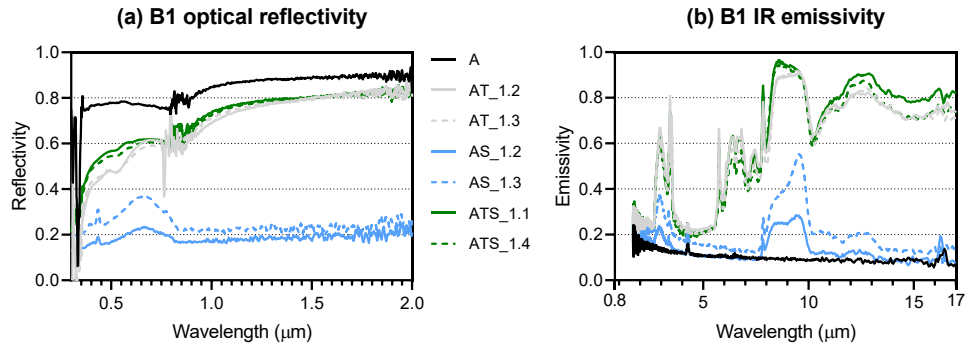 (a) B1 optical reflectivity
Reflectivity
1.0
0.8
0.6
0.4
0.2
0.0
0.5
1.0
1.5
2.0
Wavelength (μm)
A
AT_1.2
AT_1.3
AS_1.2
AS_1.3
ATS_1.1
ATS_1.4
(b) B1 IR emissivity
Emissivity
1.0
0.8
0.6
0.4
0.2
0.0
0.8
5
10
15
17
Wavelength (μm)